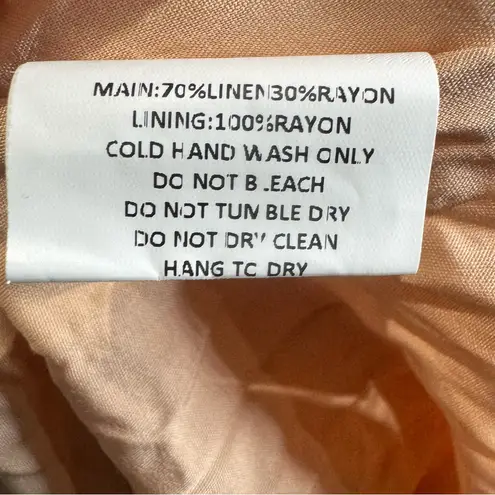 MAIN:70%LINEN30%RAYON
LINING:100%RAYON
COLD HAND WASH ONLY
DO NOT BLEACH
DO NOT TUMBLE DRY
DO NOT DRY CLEAN
HANG TO DRY